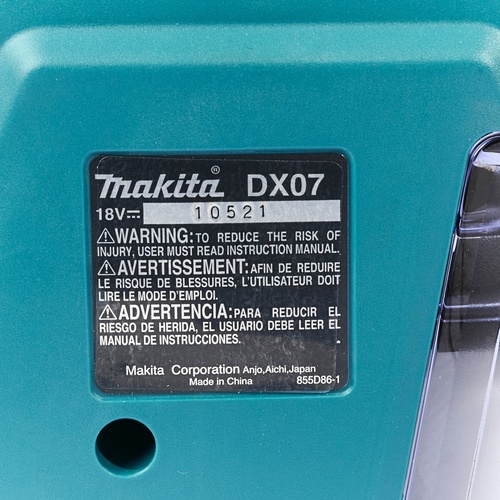 makita® DX07
18V⎓ 10521
⚠WARNING: TO REDUCE THE RISK OF
INJURY, USER MUST READ INSTRUCTION MANUAL.
⚠AVERTISSEMENT: AFIN DE REDUIRE
LE RISQUE DE BLESSURES, L'UTILISATEUR DOIT
LIRE LE MODE D'EMPLOI.
⚠ADVERTENCIA: PARA REDUCIR EL
RIESGO DE HERIDA, EL USUARIO DEBE LEER EL
MANUAL DE INSTRUCCIONES.
Makita Corporation Anjo,Aichi,Japan
Made in China 855D86-1